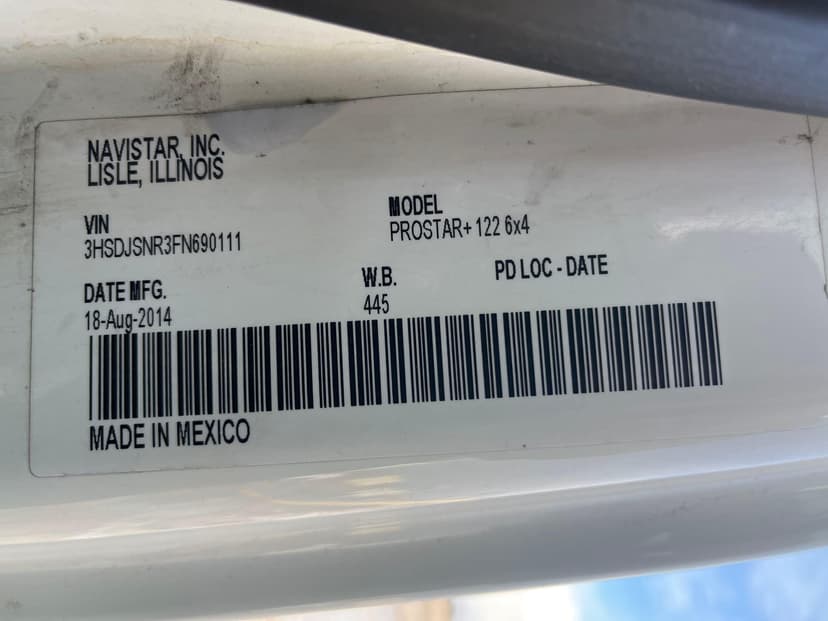 NAVISTAR, INC.
LISLE, ILLINOIS
VIN
3HSDJSNR3FN690111
MODEL
PROSTAR+ 122 6x4
DATE MFG.
18-Aug-2014
W.B.
445
PD LOC - DATE
MADE IN MEXICO